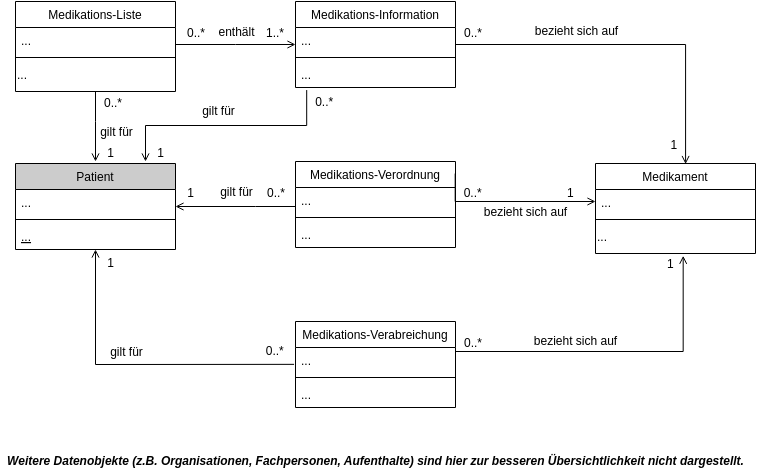 Medikations-Liste
...
...
0..* enthält 1..*
Medikations-Information
...
...
0..* bezieht sich auf
1
0..*
gilt für
1
0..*
gilt für
1
Patient
...
...
1 gilt für 0..*
Medikations-Verordnung
...
...
0..* 1
bezieht sich auf
Medikament
...
...
1
gilt für 0..*
Medikations-Verabreichung
...
...
0..* bezieht sich auf
1
Weitere Datenobjekte (z.B. Organisationen, Fachpersonen, Aufenthalte) sind hier zur besseren Übersichtlichkeit nicht dargestellt.